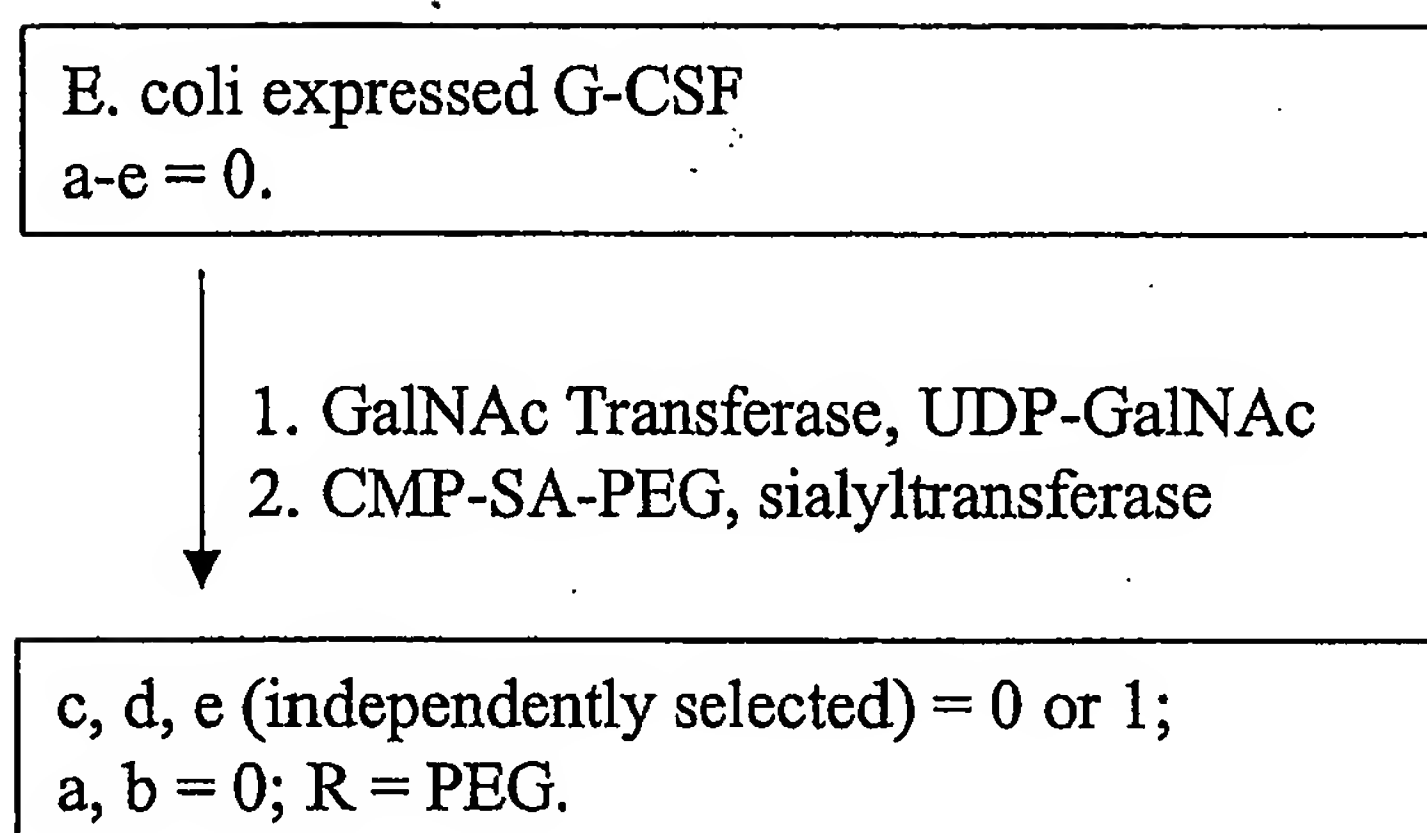 E. coli expressed G-CSF
a-e = 0.
1. GalNAc Transferase, UDP-GalNAc
2. CMP-SA-PEG, sialyltransferase
c, d, e (independently selected) = 0 or 1;
a, b = 0; R = PEG.